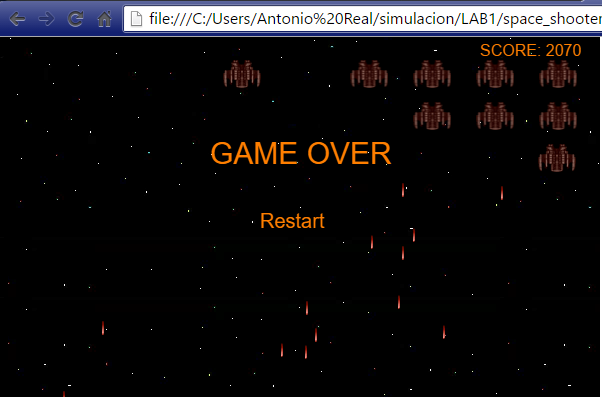 file:///C:/Users/Antonio%20Real/simulacion/LAB1/space_shooter
SCORE: 2070
GAME OVER
Restart